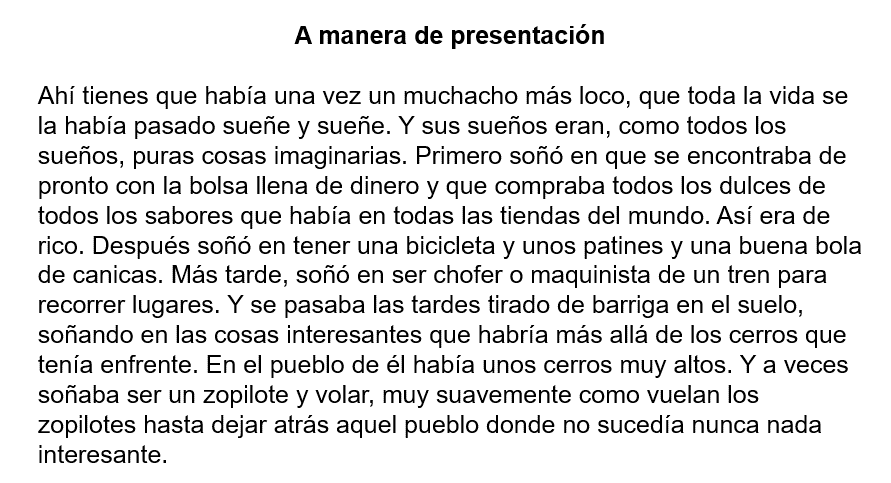 A manera de presentación
Ahí tienes que había una vez un muchacho más loco, que toda la vida se
la había pasado sueñe y sueñe. Y sus sueños eran, como todos los
sueños, puras cosas imaginarias. Primero soñó en que se encontraba de
pronto con la bolsa llena de dinero y que compraba todos los dulces de
todos los sabores que había en todas las tiendas del mundo. Así era de
rico. Después soñó en tener una bicicleta y unos patines y una buena bola
de canicas. Más tarde, soñó en ser chofer o maquinista de un tren para
recorrer lugares. Y se pasaba las tardes tirado de barriga en el suelo,
soñando en las cosas interesantes que habría más allá de los cerros que
tenía enfrente. En el pueblo de él había unos cerros muy altos. Y a veces
soñaba ser un zopilote y volar, muy suavemente como vuelan los
zopilotes hasta dejar atrás aquel pueblo donde no sucedía nunca nada
interesante.